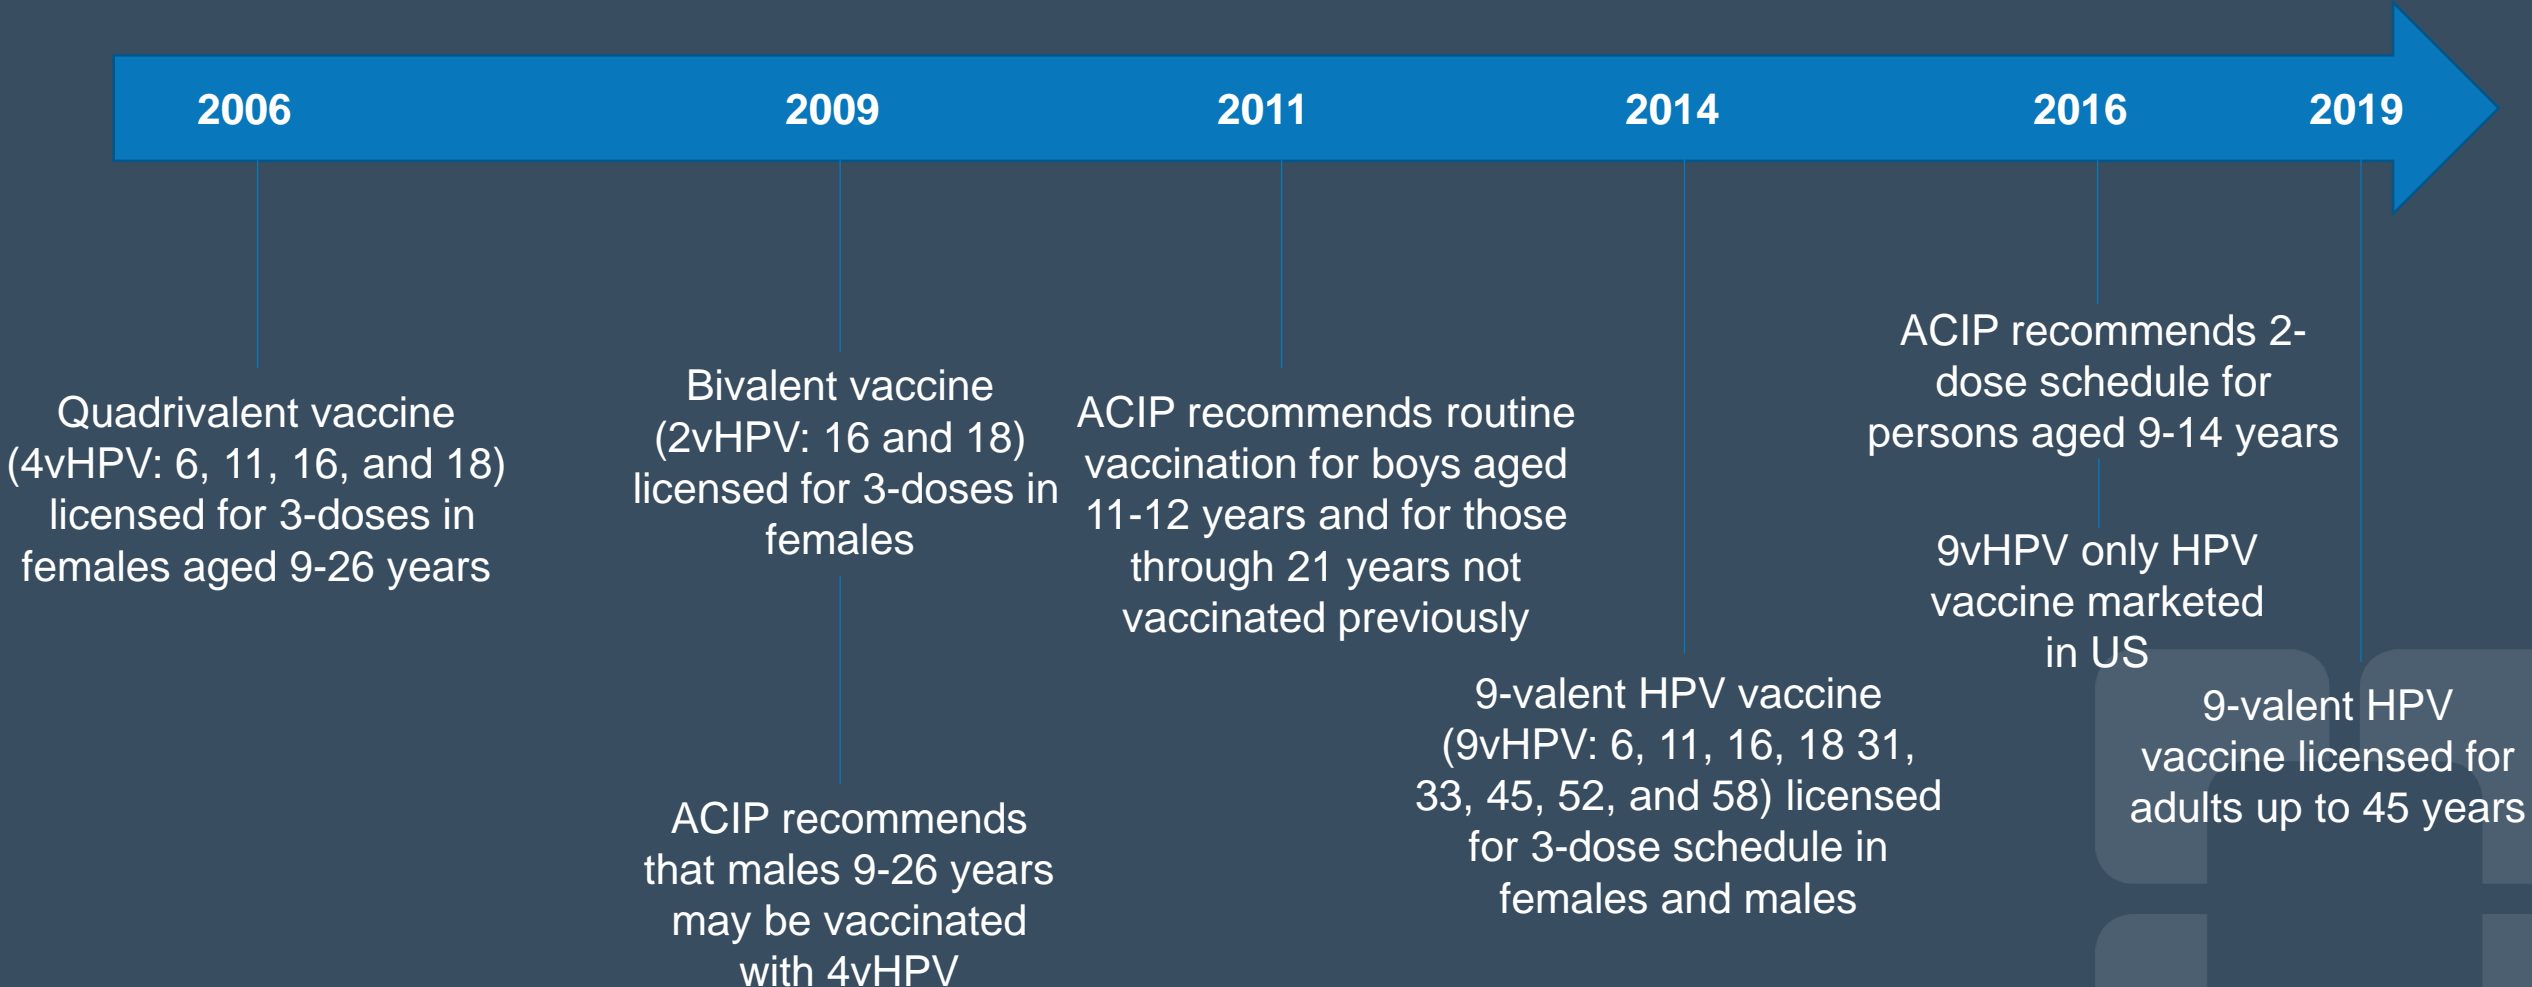 2006
2009
2011
2014
2016
2019
Quadrivalent vaccine
(4vHPV: 6, 11, 16, and 18)
licensed for 3-doses in
females aged 9-26 years
Bivalent vaccine
(2vHPV: 16 and 18)
licensed for 3-doses in
females
ACIP recommends
that males 9-26 years
may be vaccinated
with 4vHPV
ACIP recommends routine
vaccination for boys aged
11-12 years and for those
through 21 years not
vaccinated previously
9-valent HPV vaccine
(9vHPV: 6, 11, 16, 18 31,
33, 45, 52, and 58) licensed
for 3-dose schedule in
females and males
ACIP recommends 2-
dose schedule for
persons aged 9-14 years
9vHPV only HPV
vaccine marketed
in US
9-valent HPV
vaccine licensed for
adults up to 45 years